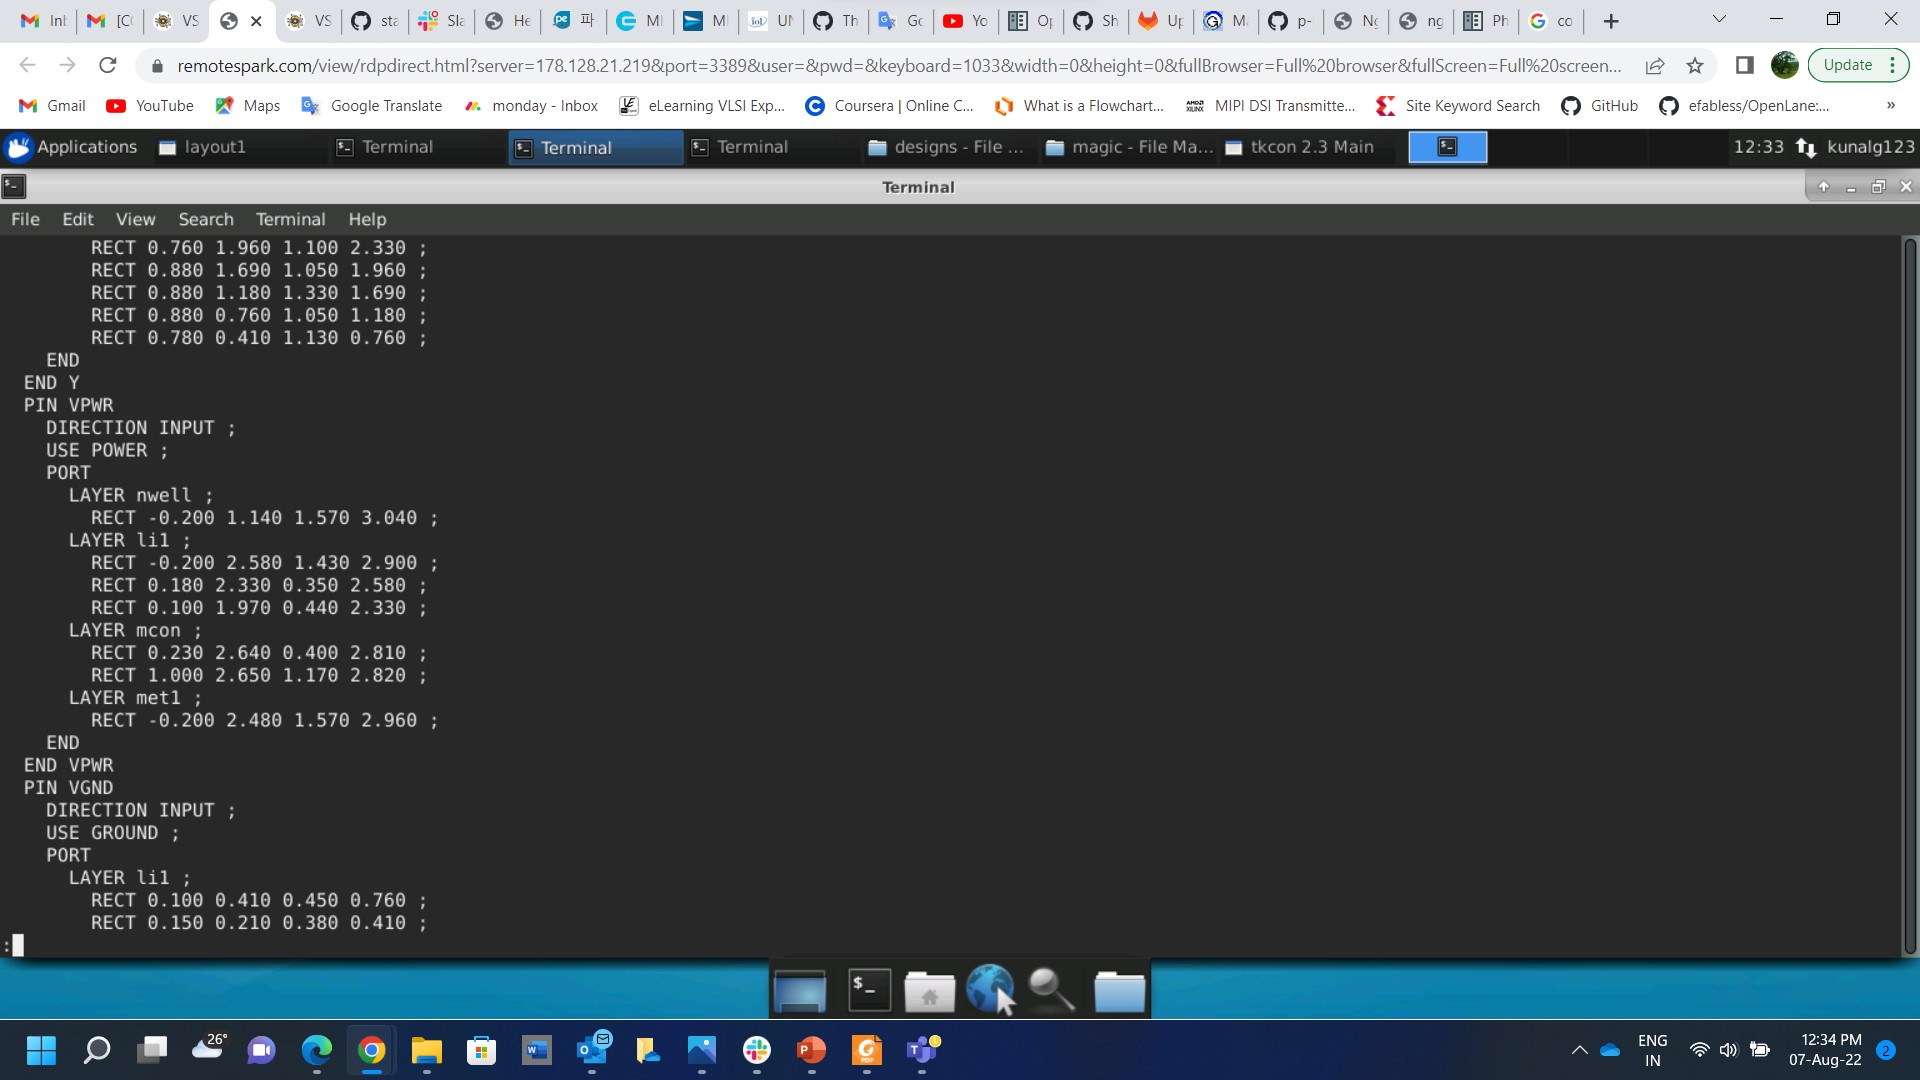 Inb
[CC
VS
VS
sta
Sla
He
파
MI
MI
UN
Th
Gc
Yo
Op
Sh
Up
Ma
p-
Ng
ng
Ph
co
remotespark.com/view/rdpdirect.html?server=178.128.21.219&port=3389&user=&pwd=&keyboard=1033&width=0&height=0&fullBrowser=Full%20browser&fullScreen=Full%20screen...
Update
Gmail
YouTube
Maps
Google Translate
monday - Inbox
eLearning VLSI Exp...
Coursera | Online C...
What is a Flowchart...
MIPI DSI Transmitte...
Site Keyword Search
GitHub
efabless/OpenLane:...
»
Applications
layout1
Terminal
Terminal
Terminal
designs - File ...
magic - File Ma...
tkcon 2.3 Main
12:33
kunalg123
Terminal
File Edit View Search Terminal Help
RECT 0.760 1.960 1.100 2.330 ;
RECT 0.880 1.690 1.050 1.960 ;
RECT 0.880 1.180 1.330 1.690 ;
RECT 0.880 0.760 1.050 1.180 ;
RECT 0.780 0.410 1.130 0.760 ;
END
END Y
PIN VPWR
DIRECTION INPUT ;
USE POWER ;
PORT
LAYER nwell ;
RECT -0.200 1.140 1.570 3.040 ;
LAYER li1 ;
RECT -0.200 2.580 1.430 2.900 ;
RECT 0.180 2.330 0.350 2.580 ;
RECT 0.100 1.970 0.440 2.330 ;
LAYER mcon ;
RECT 0.230 2.640 0.400 2.810 ;
RECT 1.000 2.650 1.170 2.820 ;
LAYER met1 ;
RECT -0.200 2.480 1.570 2.960 ;
END
END VPWR
PIN VGND
DIRECTION INPUT ;
USE GROUND ;
PORT
LAYER li1 ;
RECT 0.100 0.410 0.450 0.760 ;
RECT 0.150 0.210 0.380 0.410 ;
:
26°
ENG
IN
12:34 PM
07-Aug-22
2